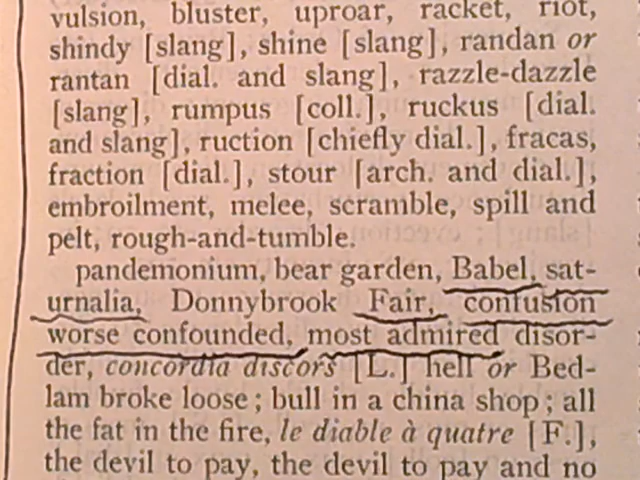 vulsion, bluster, uproar, racket, riot,
shindy [slang], shine [slang], randan or
rantan [dial. and slang], razzle-dazzle
[slang], rumpus [coll.], ruckus [dial.
and slang], ruction [chiefly dial.], fracas,
fraction [dial.], stour [arch. and dial.],
embroilment, melee, scramble, spill and
pelt, rough-and-tumble.
pandemonium, bear garden, Babel, sat-
urnalia, Donnybrook Fair, confusion
worse confounded, most admired disor-
der, concordia discors [L.] hell or Bed-
lam broke loose; bull in a china shop; all
the fat in the fire, le diable à quatre [F.],
the devil to pay, the devil to pay and no